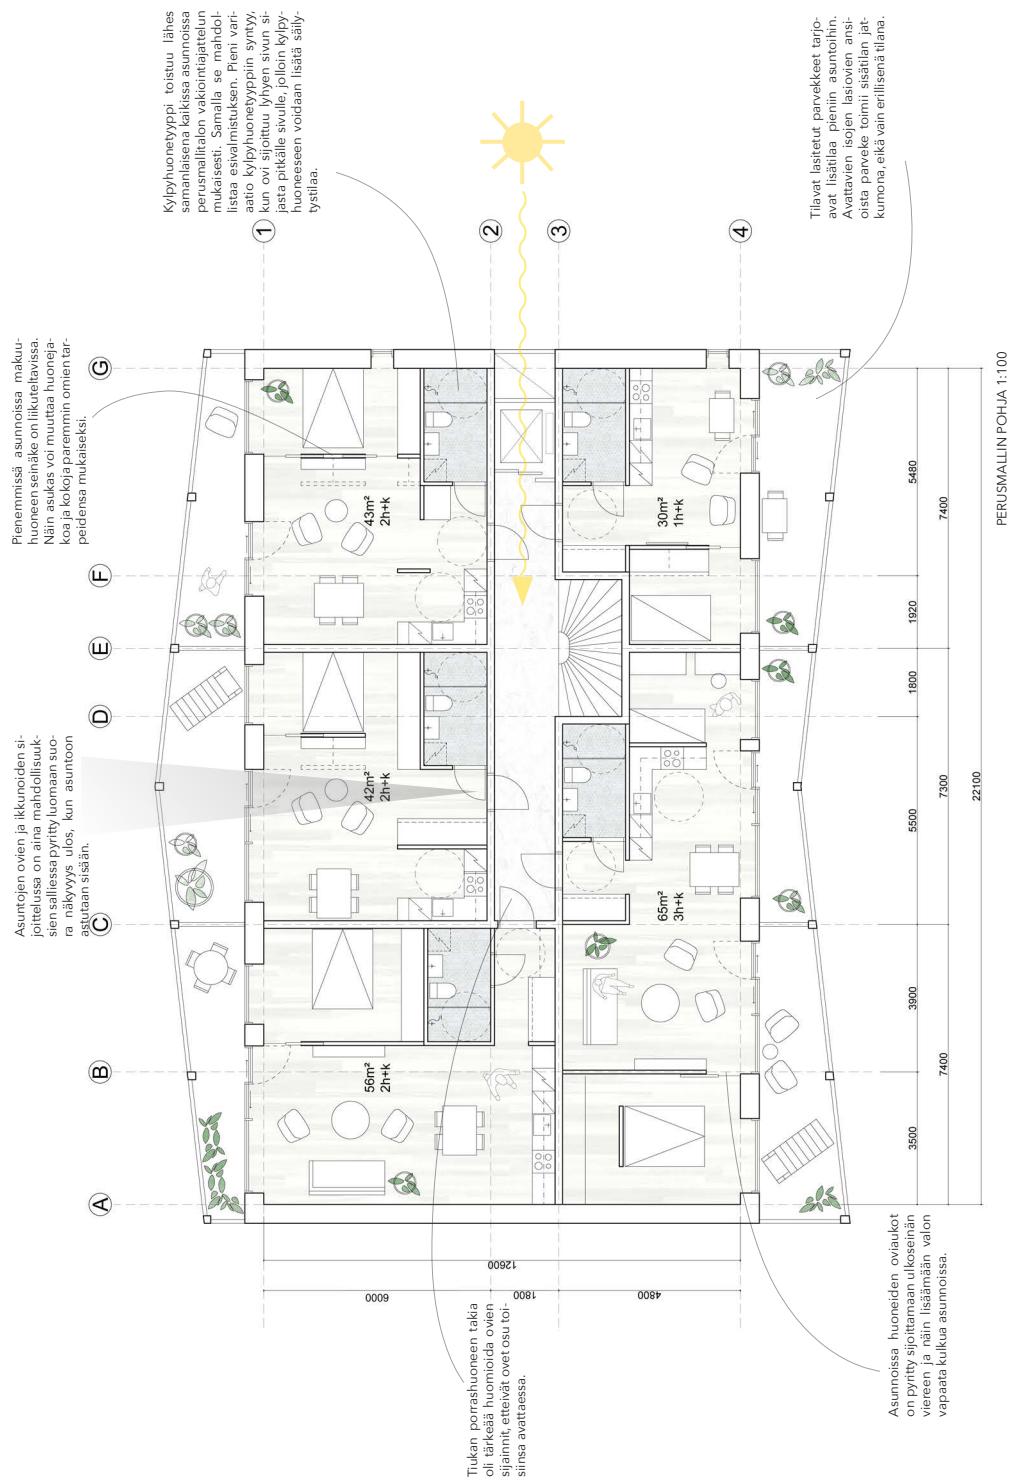 Kylpyhuonetyyppi toistuu lähes
samanlaisena kaikissa asunnoissa
perusmallitalon vakiointiajattelun
mukaisesti. Samalla se mahdol-
listaa esivalmistuksen. Pieni vari-
aatio kylpyhuonetyyppiin syntyy,
kun ovi sijoittuu lyhyen sivun si-
jasta pitkälle sivulle, jolloin kylpy-
huoneeseen voidaan lisätä säily-
tystilaa.
Tilavat lasitetut parvekkeet tarjo-
avat lisätilaa pieniin asuntoihin.
Avattavien isojen lasiovien ansi-
oista parveke toimii sisätilan jat-
kumona, eikä vain erillisenä tilana.
Pienemmissä asunnoissa makuu-
huoneen seinäke on liikuteltavissa.
Näin asukas voi muuttaa huoneja-
koa ja kokoja paremmin omien tar-
peidensa mukaiseksi.
Asuntojen ovien ja ikkunoiden si-
joittelussa on aina mahdollisuuk-
sien salliessa pyritty luomaan suo-
ra näkyvyys ulos, kun asuntoon
astutaan sisään.
Tiukan porrashuoneen takia
oli tärkeää huomioida ovien
sijainnit, etteivät ovet osu toi-
siinsa avattaessa.
Asunnoissa huoneiden oviaukot
on pyritty sijoittamaan ulkoseinän
viereen ja näin lisäämään valon
vapaata kulkua asunnoissa.
1
2
3
4
A
B
C
D
E
F
G
56m²
2h+k
42m²
2h+k
43m²
2h+k
65m²
3h+k
30m²
1h+k
6000
1800
4800
12600
3500
3900
5500
1800
1920
5480
7400
7300
7400
22100
PERUSMALLIN POHJA 1:100